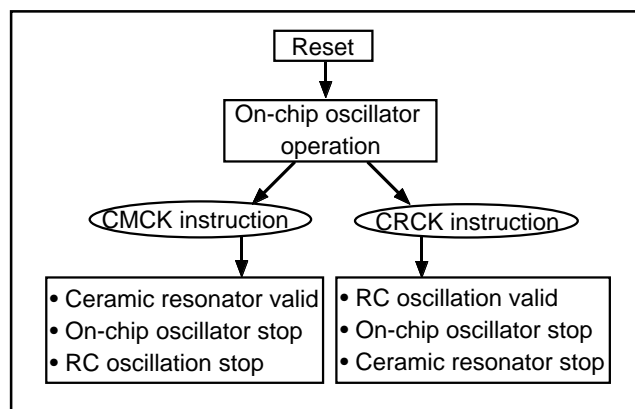 Reset
On-chip oscillator
operation
CMCK instruction
CRCK instruction
• Ceramic resonator valid
• On-chip oscillator stop
• RC oscillation stop
• RC oscillation valid
• On-chip oscillator stop
• Ceramic resonator stop